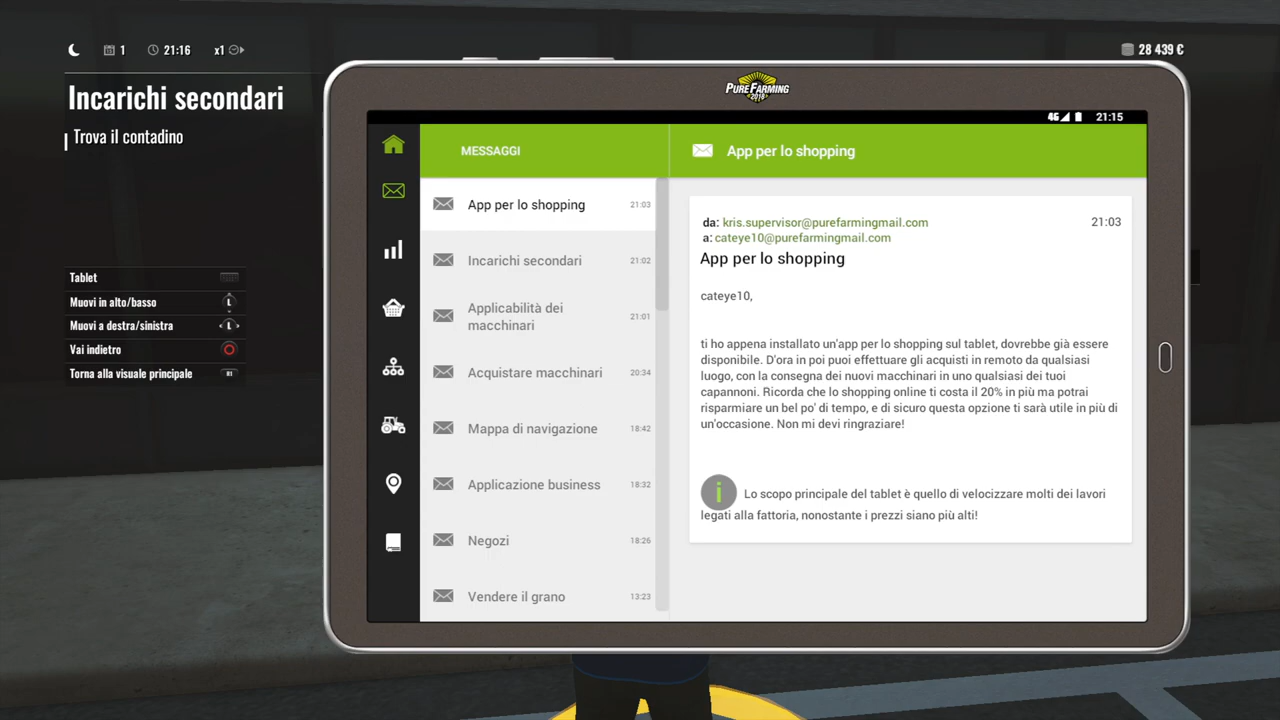 1 21:16 x1
28 439 €
Incarichi secondari
Trova il contadino
Tablet
Muovi in alto/basso L
Muovi a destra/sinistra L
Vai indietro
Torna alla visuale principale R1
PURE FARMING
2018
4G 21:15
MESSAGGI
App per lo shopping 21:03
Incarichi secondari 21:02
Applicabilità dei
macchinari 21:01
Acquistare macchinari 20:34
Mappa di navigazione 18:42
Applicazione business 18:32
Negozi 18:26
Vendere il grano 13:23
App per lo shopping
da: kris.supervisor@purefarmingmail.com 21:03
a: cateye10@purefarmingmail.com
App per lo shopping
cateye10,
ti ho appena installato un'app per lo shopping sul tablet, dovrebbe già essere
disponibile. D'ora in poi puoi effettuare gli acquisti in remoto da qualsiasi
luogo, con la consegna dei nuovi macchinari in uno qualsiasi dei tuoi
capannoni. Ricorda che lo shopping online ti costa il 20% in più ma potrai
risparmiare un bel po' di tempo, e di sicuro questa opzione ti sarà utile in più di
un'occasione. Non mi devi ringraziare!
i Lo scopo principale del tablet è quello di velocizzare molti dei lavori
legati alla fattoria, nonostante i prezzi siano più alti!